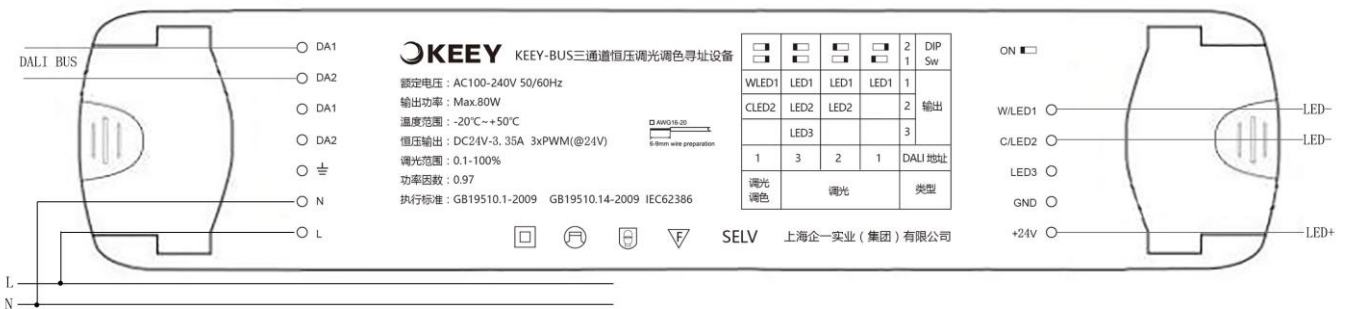 DALI BUS
DA1
DA2
DA1
DA2
N
L
L
N
KEEY KEEY-BUS三通道恒压调光调色寻址设备
额定电压：AC100-240V 50/60Hz
输出功率：Max.80W
温度范围：-20℃~+50℃
恒压输出：DC24V-3.35A 3xPWM(@24V)
调光范围：0.1-100%
功率因数：0.97
执行标准：GB19510.1-2009 GB19510.14-2009 IEC62386
AWG16-20
6-9mm wire preparation
2 DIP
1 Sw
WLED1 LED1 LED1 LED1 1
CLED2 LED2 LED2 2 输出
LED3 3
1 3 2 1 DALI 地址
调光
调色 调光 类型
F
SELV 上海企一实业（集团）有限公司
ON
W/LED1 LED-
C/LED2 LED-
LED3
GND
+24V LED+